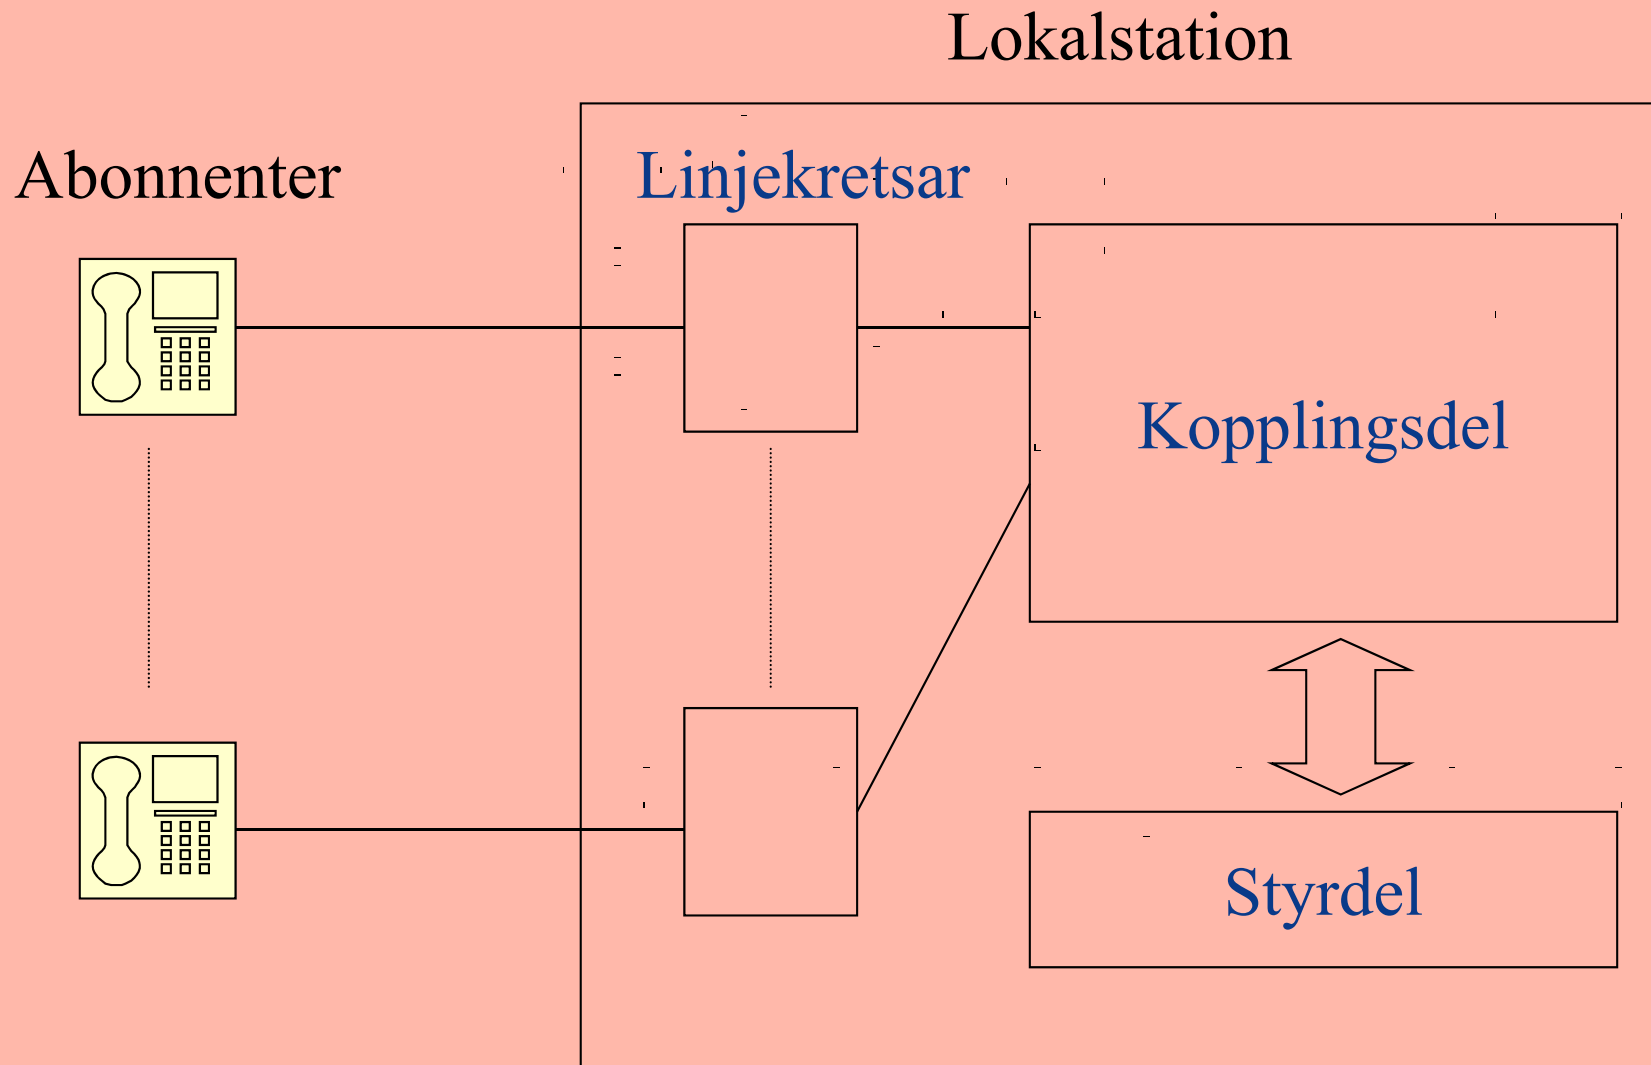 Lokalstation
Abonnenter
Linjekretsar
Kopplingsdel
Styrdel